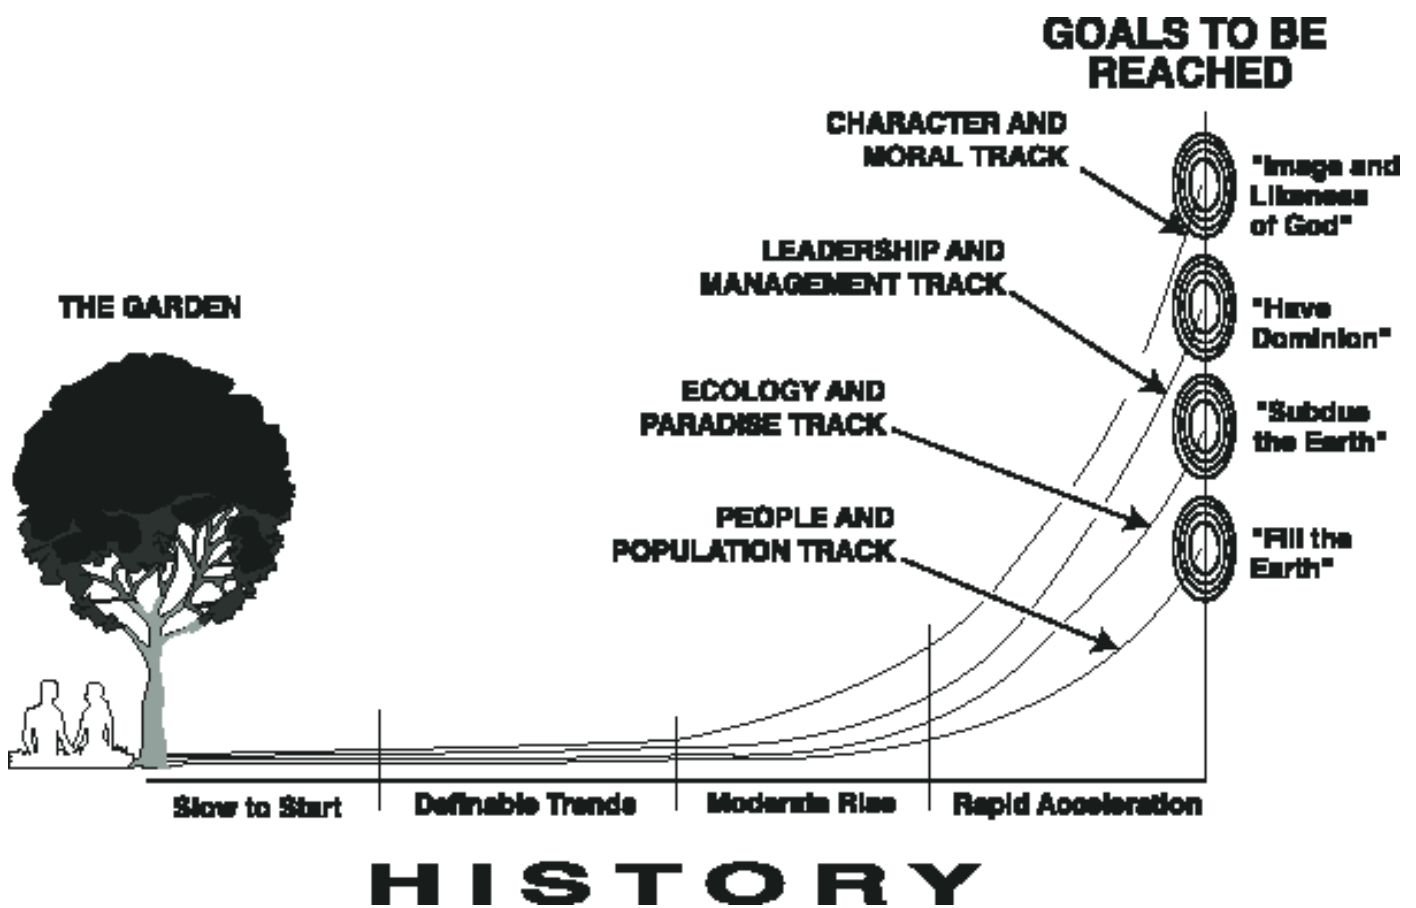 GOALS TO BE
REACHED
CHARACTER AND
MORAL TRACK
"Image and
Likeness
of God"
LEADERSHIP AND
MANAGEMENT TRACK
"Have
Dominion"
THE GARDEN
ECOLOGY AND
PARADISE TRACK
"Subdue
the Earth"
PEOPLE AND
POPULATION TRACK
"Fill the
Earth"
Slow to Start
Definable Trends
Moderate Rise
Rapid Acceleration
HISTORY